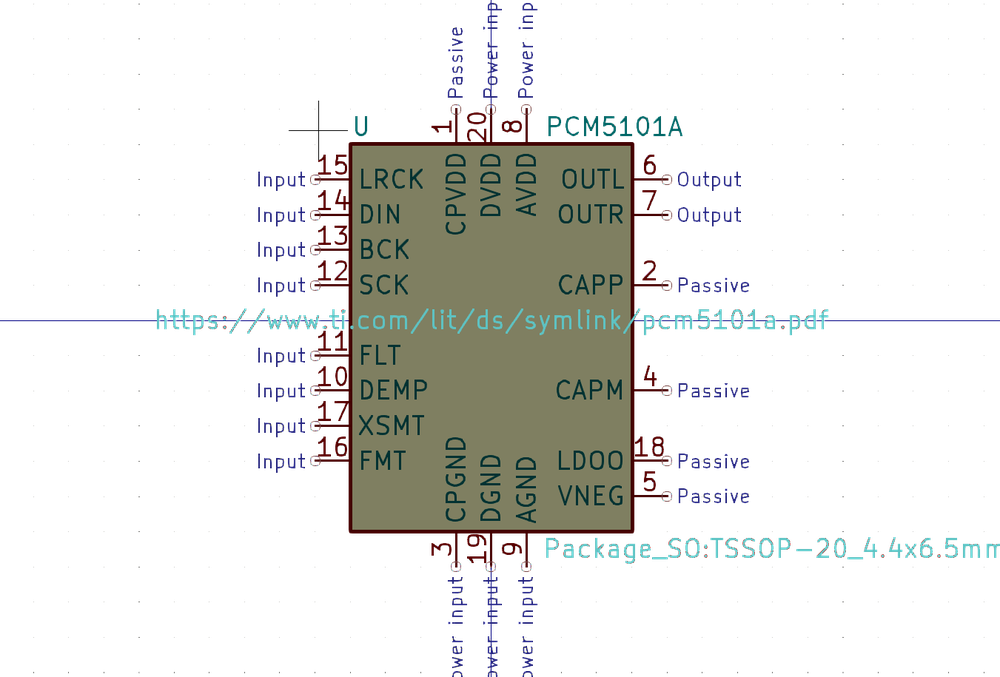 Passive
Power inp
Power inp
1
20
8
U
PCM5101A
CPVDD
DVDD
AVDD
Input 15 LRCK
OUTL 6 Output
Input 14 DIN
OUTR 7 Output
Input 13 BCK
Input 12 SCK
CAPP 2 Passive
https://www.ti.com/lit/ds/symlink/pcm5101a.pdf
Input 11 FLT
Input 10 DEMP
CAPM 4 Passive
Input 17 XSMT
Input 16 FMT
LDOO 18 Passive
VNEG 5 Passive
CPGND
DGND
AGND
3
19
9
Package_SO:TSSOP-20_4.4x6.5mm
ower input
ower input
ower input